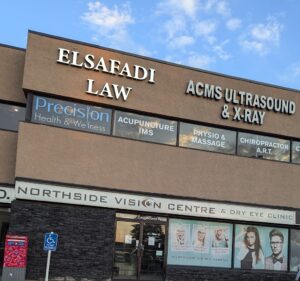 ELSAFADI
LAW
ACMS ULTRASOUND
& X-RAY
Precision
Health & Wellness
ACUPUNCTURE
IMS
PHYSIO &
MASSAGE
CHIROPRACTOR
A.R.T.
NORTHSIDE VISION CENTRE & DRY EYE CLINIC